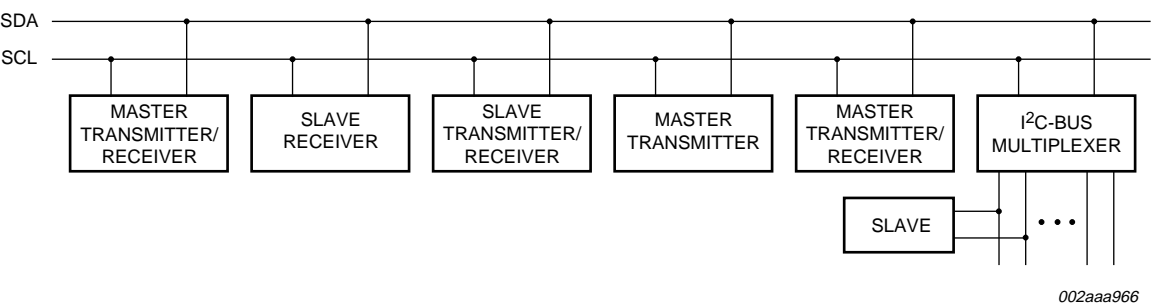 SDA
SCL
MASTER
TRANSMITTER/
RECEIVER
SLAVE
RECEIVER
SLAVE
TRANSMITTER/
RECEIVER
MASTER
TRANSMITTER
MASTER
TRANSMITTER/
RECEIVER
I²C-BUS
MULTIPLEXER
SLAVE
002aaa966